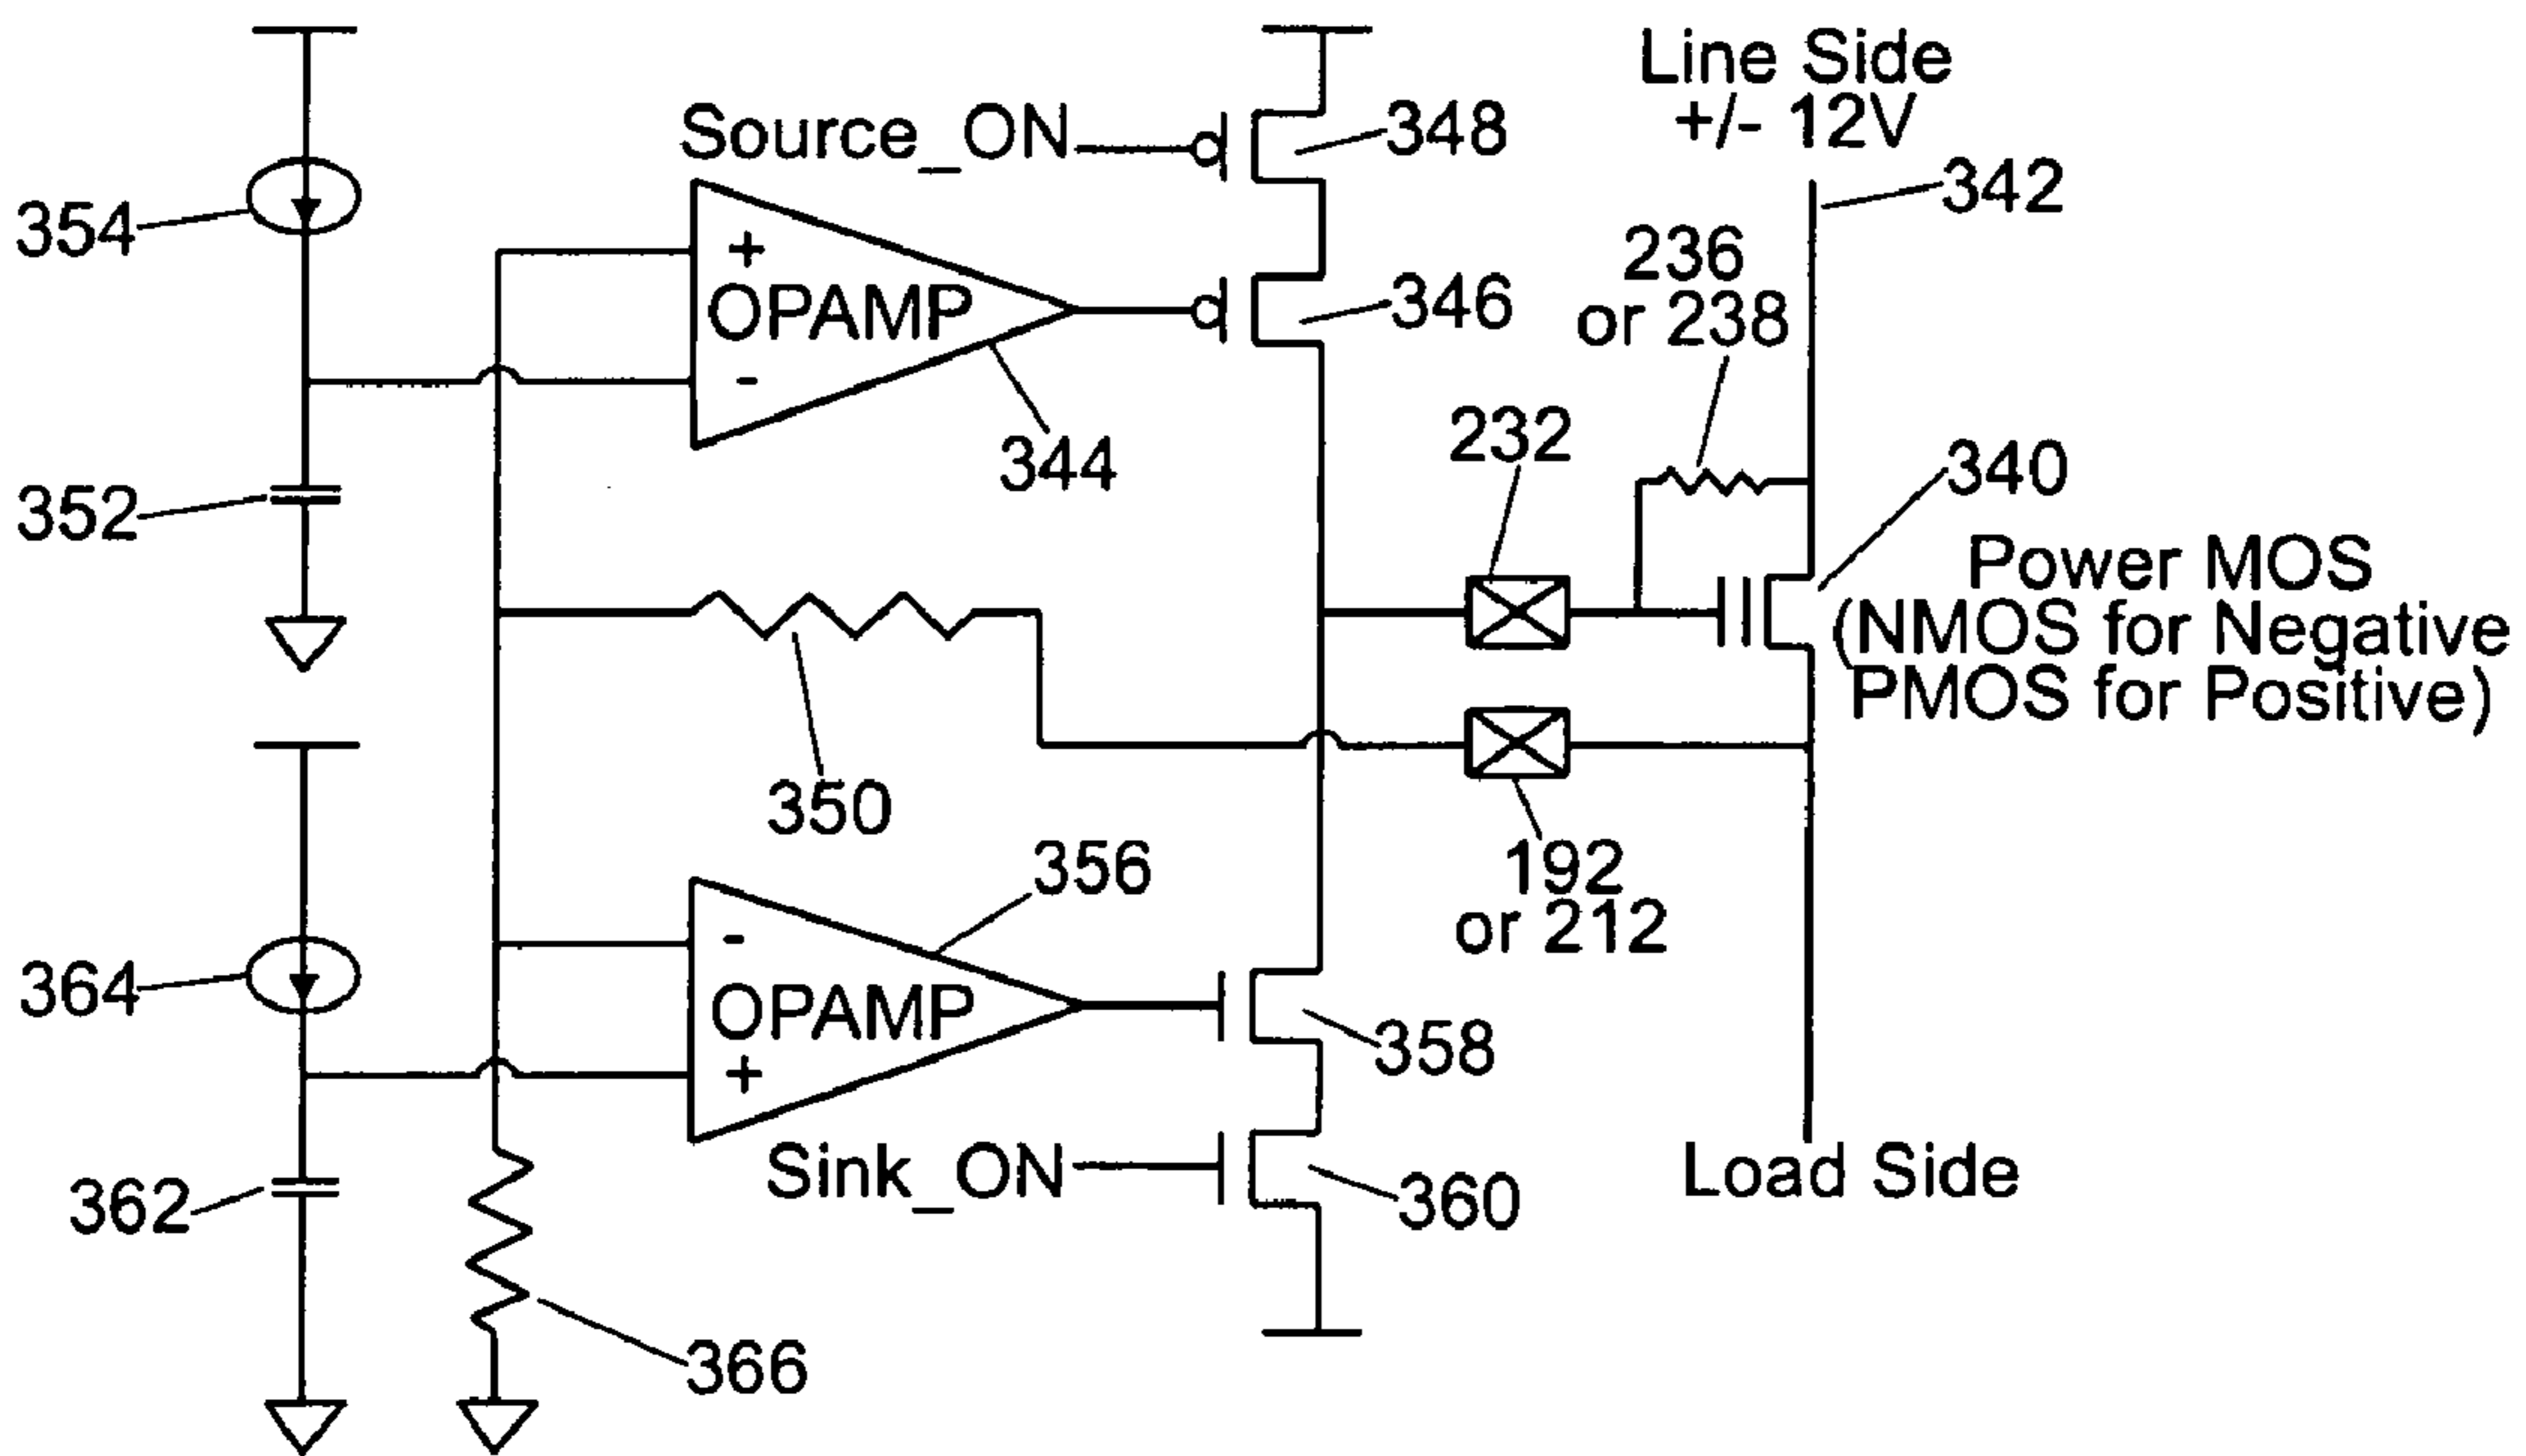 Line Side
+/- 12V
Source_ON
348
342
354
+
OPAMP
-
346
236
or 238
344
232
340
352
Power MOS
(NMOS for Negative
PMOS for Positive)
350
192
or 212
356
364
-
OPAMP
+
358
Sink_ON
360
Load Side
362
366